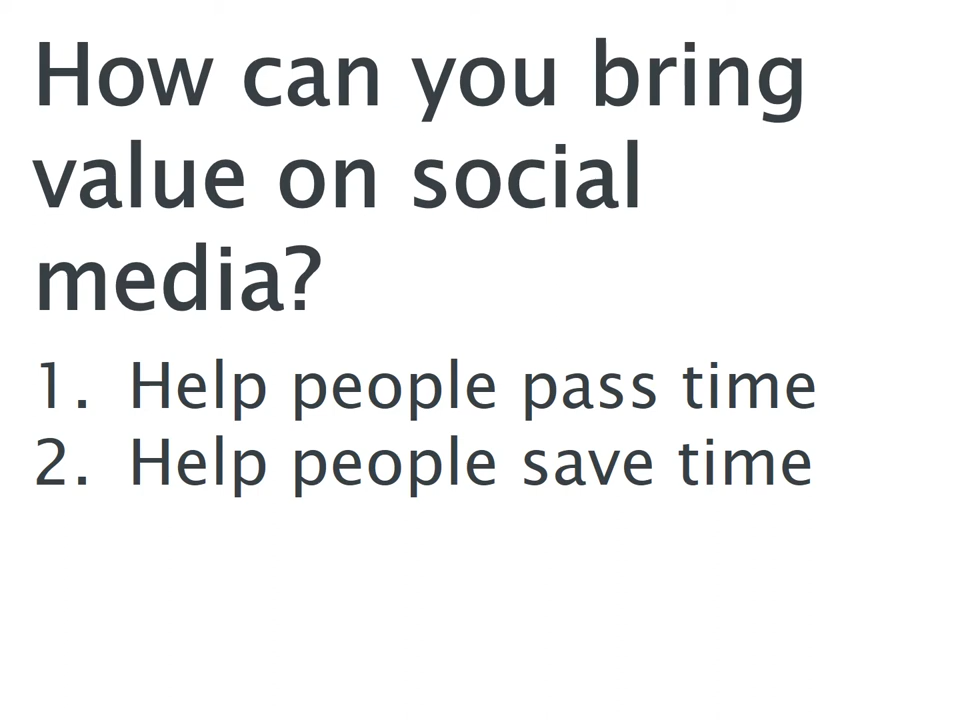 How can you bring
value on social
media?
1. Help people pass time
2. Help people save time